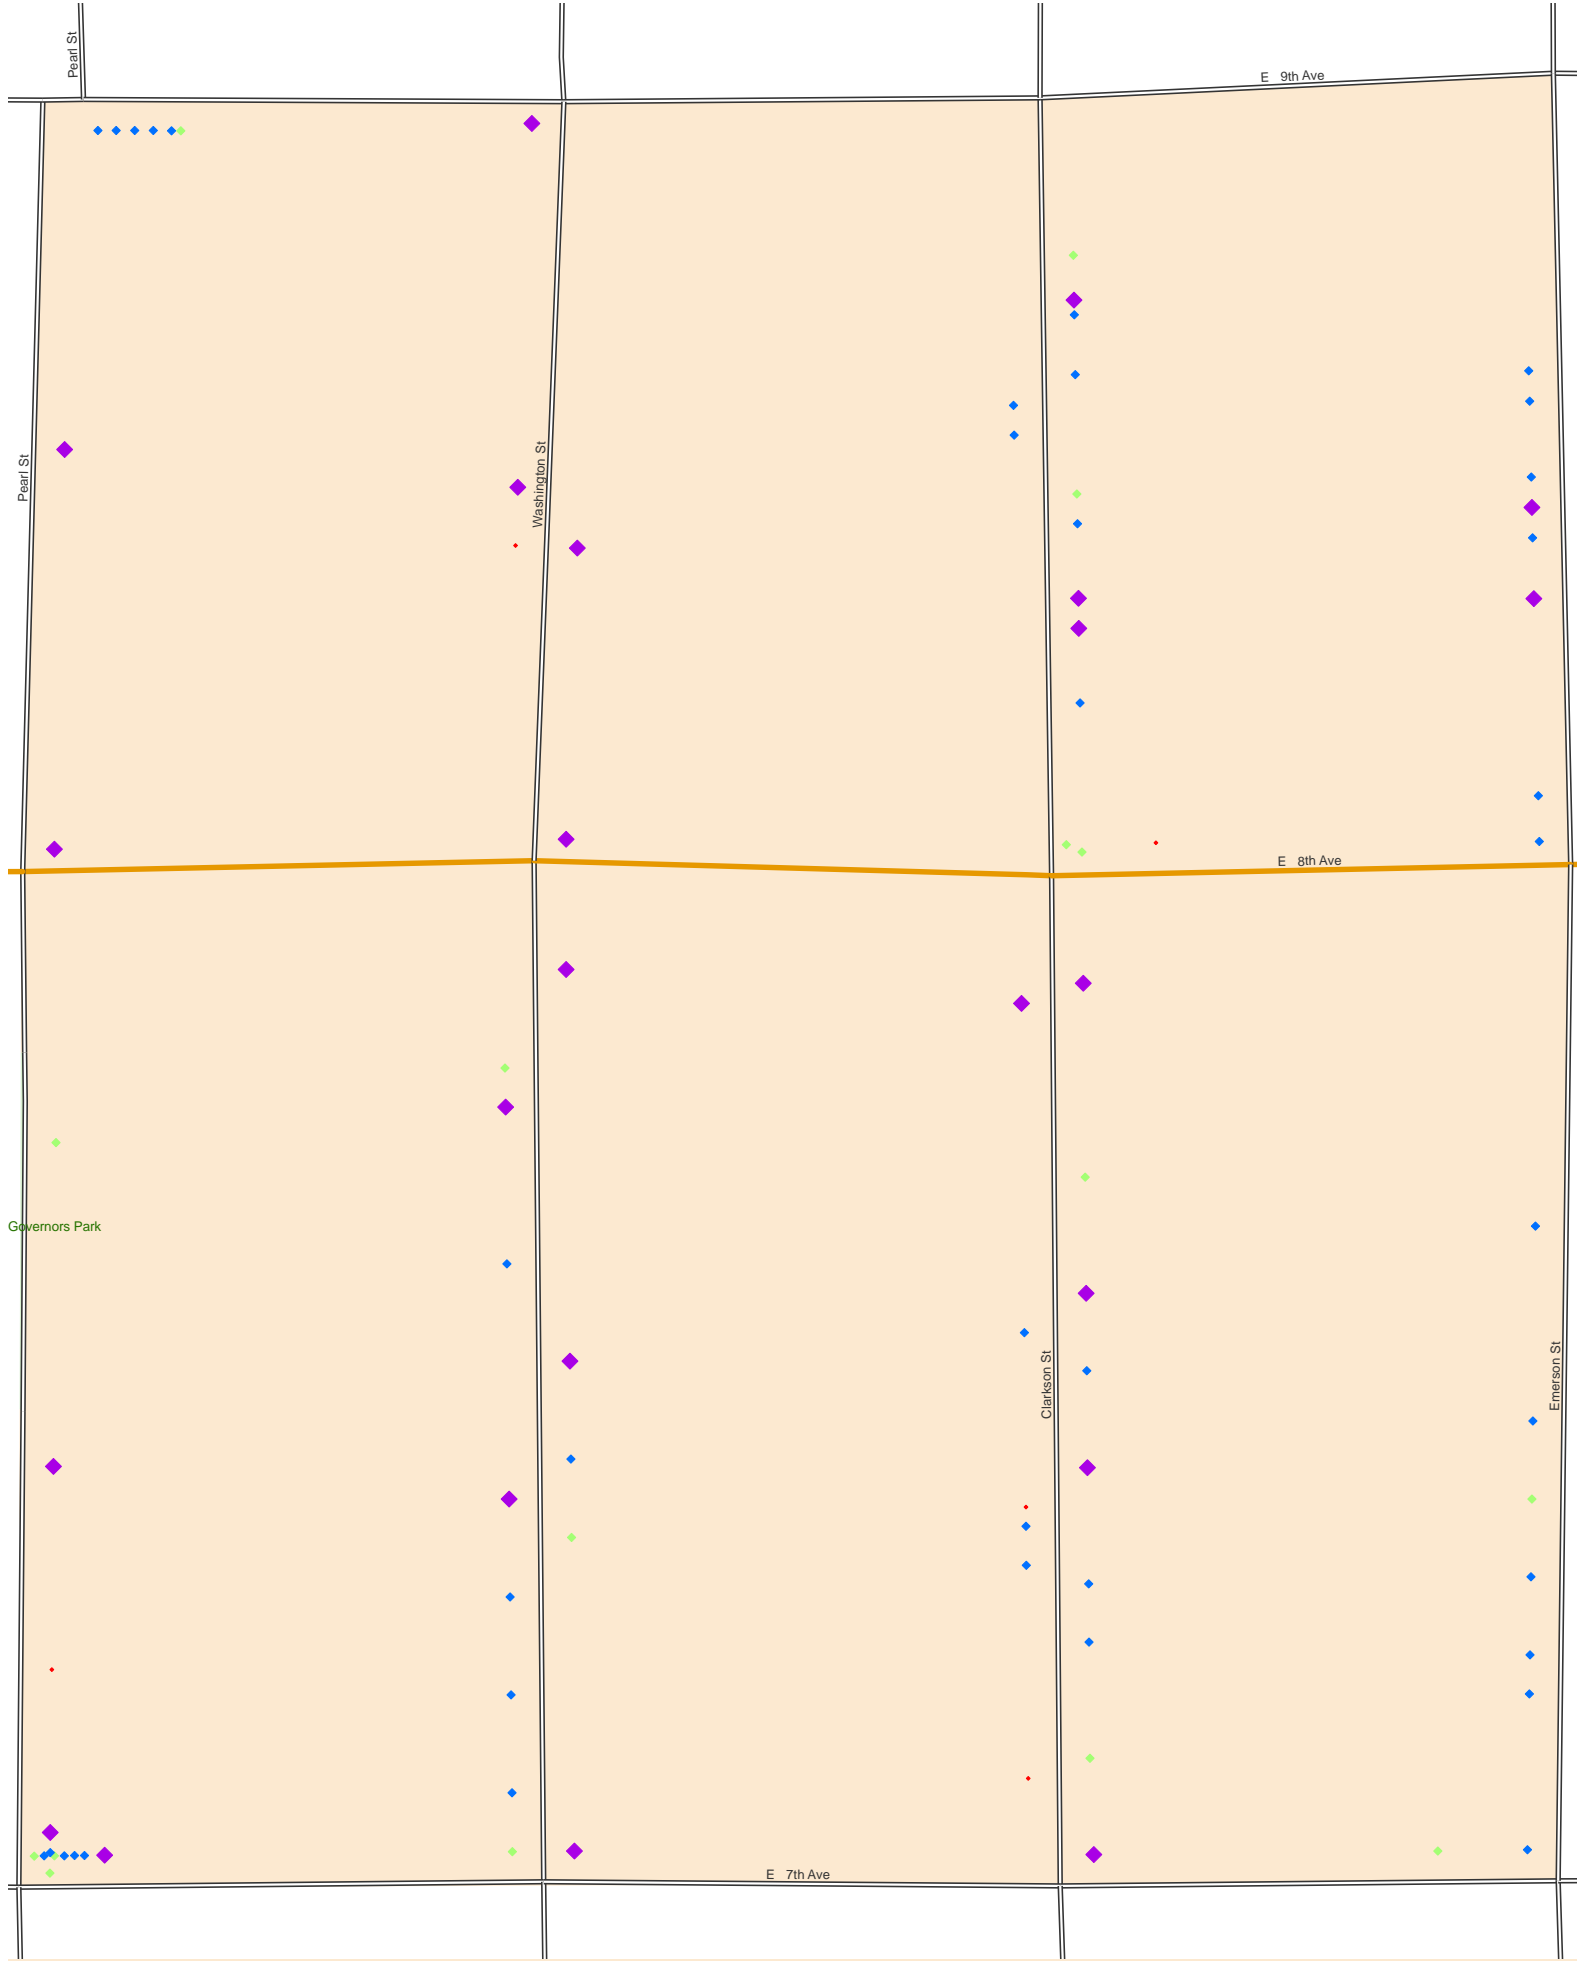 Pearl St
E 9th Ave
Pearl St
Washington St
E 8th Ave
Governors Park
Clarkson St
Emerson St
E 7th Ave